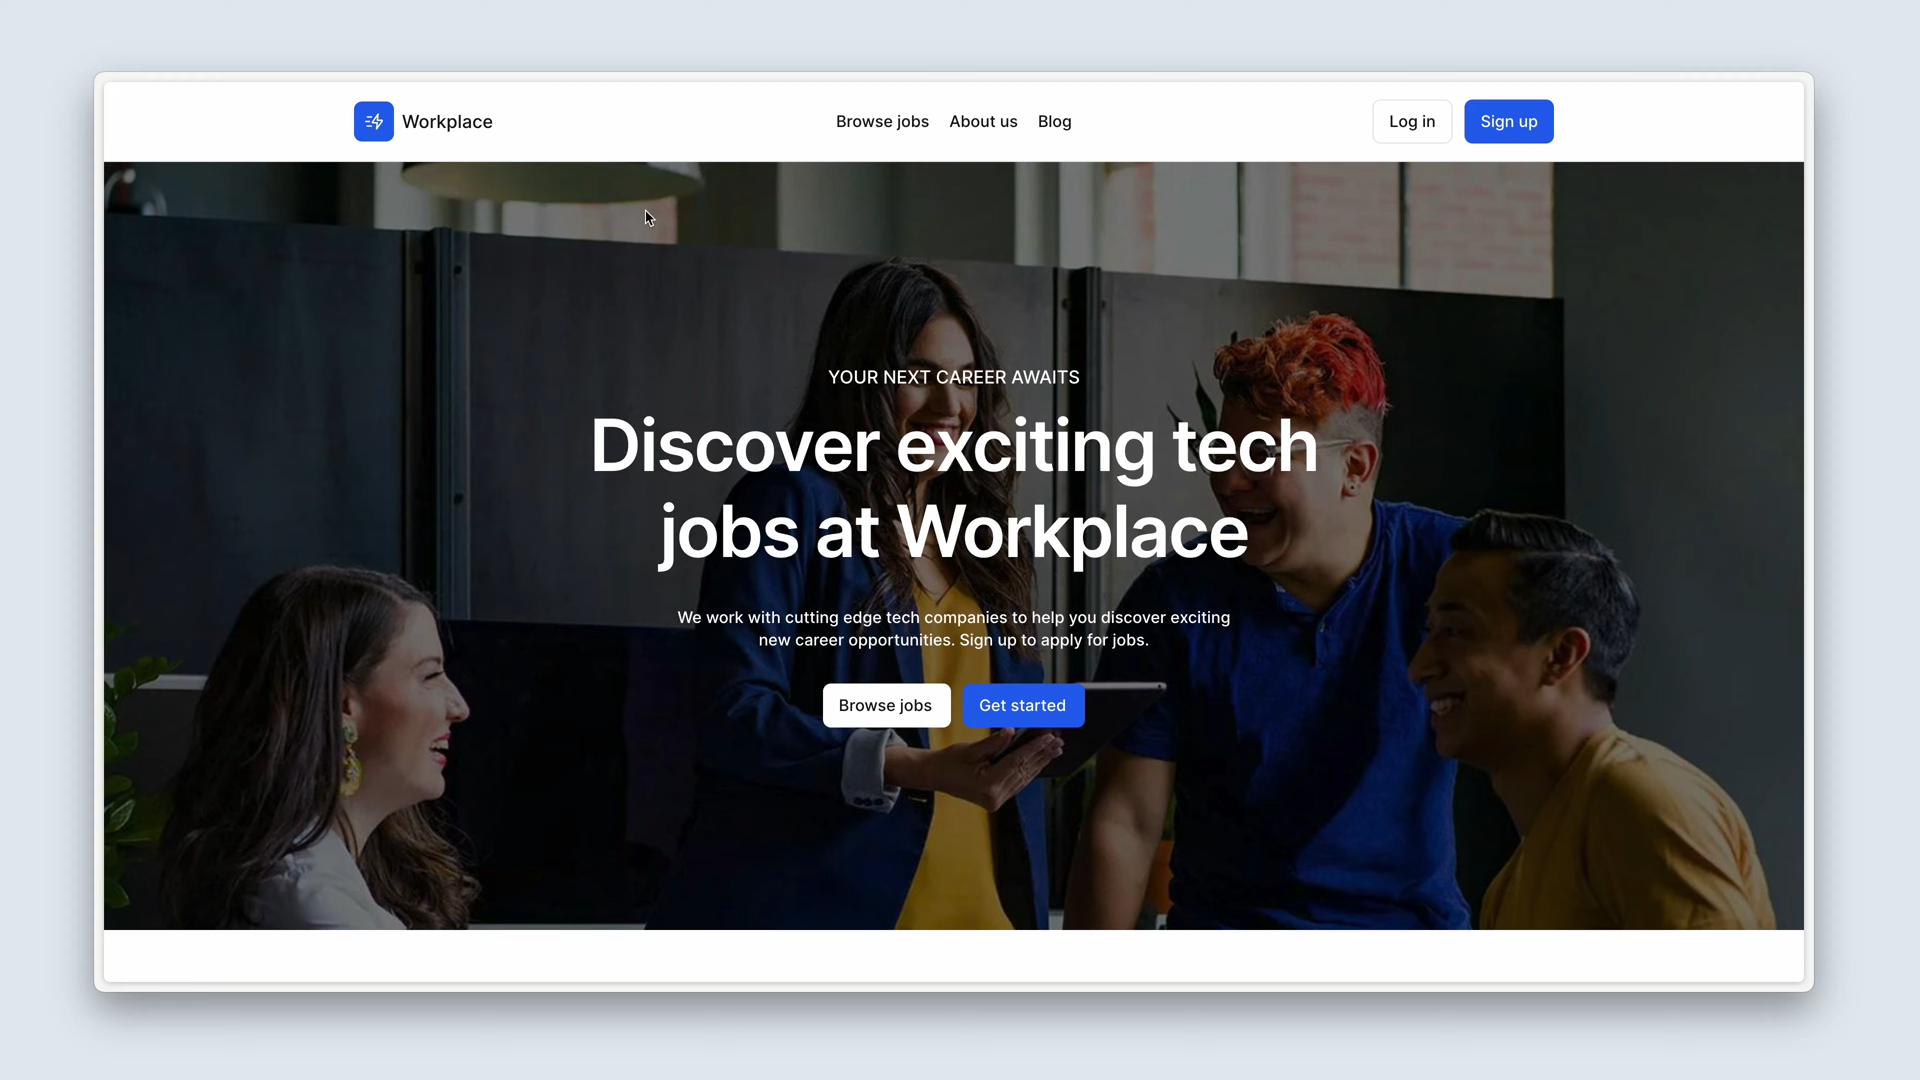 Workplace
Browse jobs
About us
Blog
Log in
Sign up
YOUR NEXT CAREER AWAITS
Discover exciting tech
jobs at Workplace
We work with cutting edge tech companies to help you discover exciting
new career opportunities. Sign up to apply for jobs.
Browse jobs
Get started